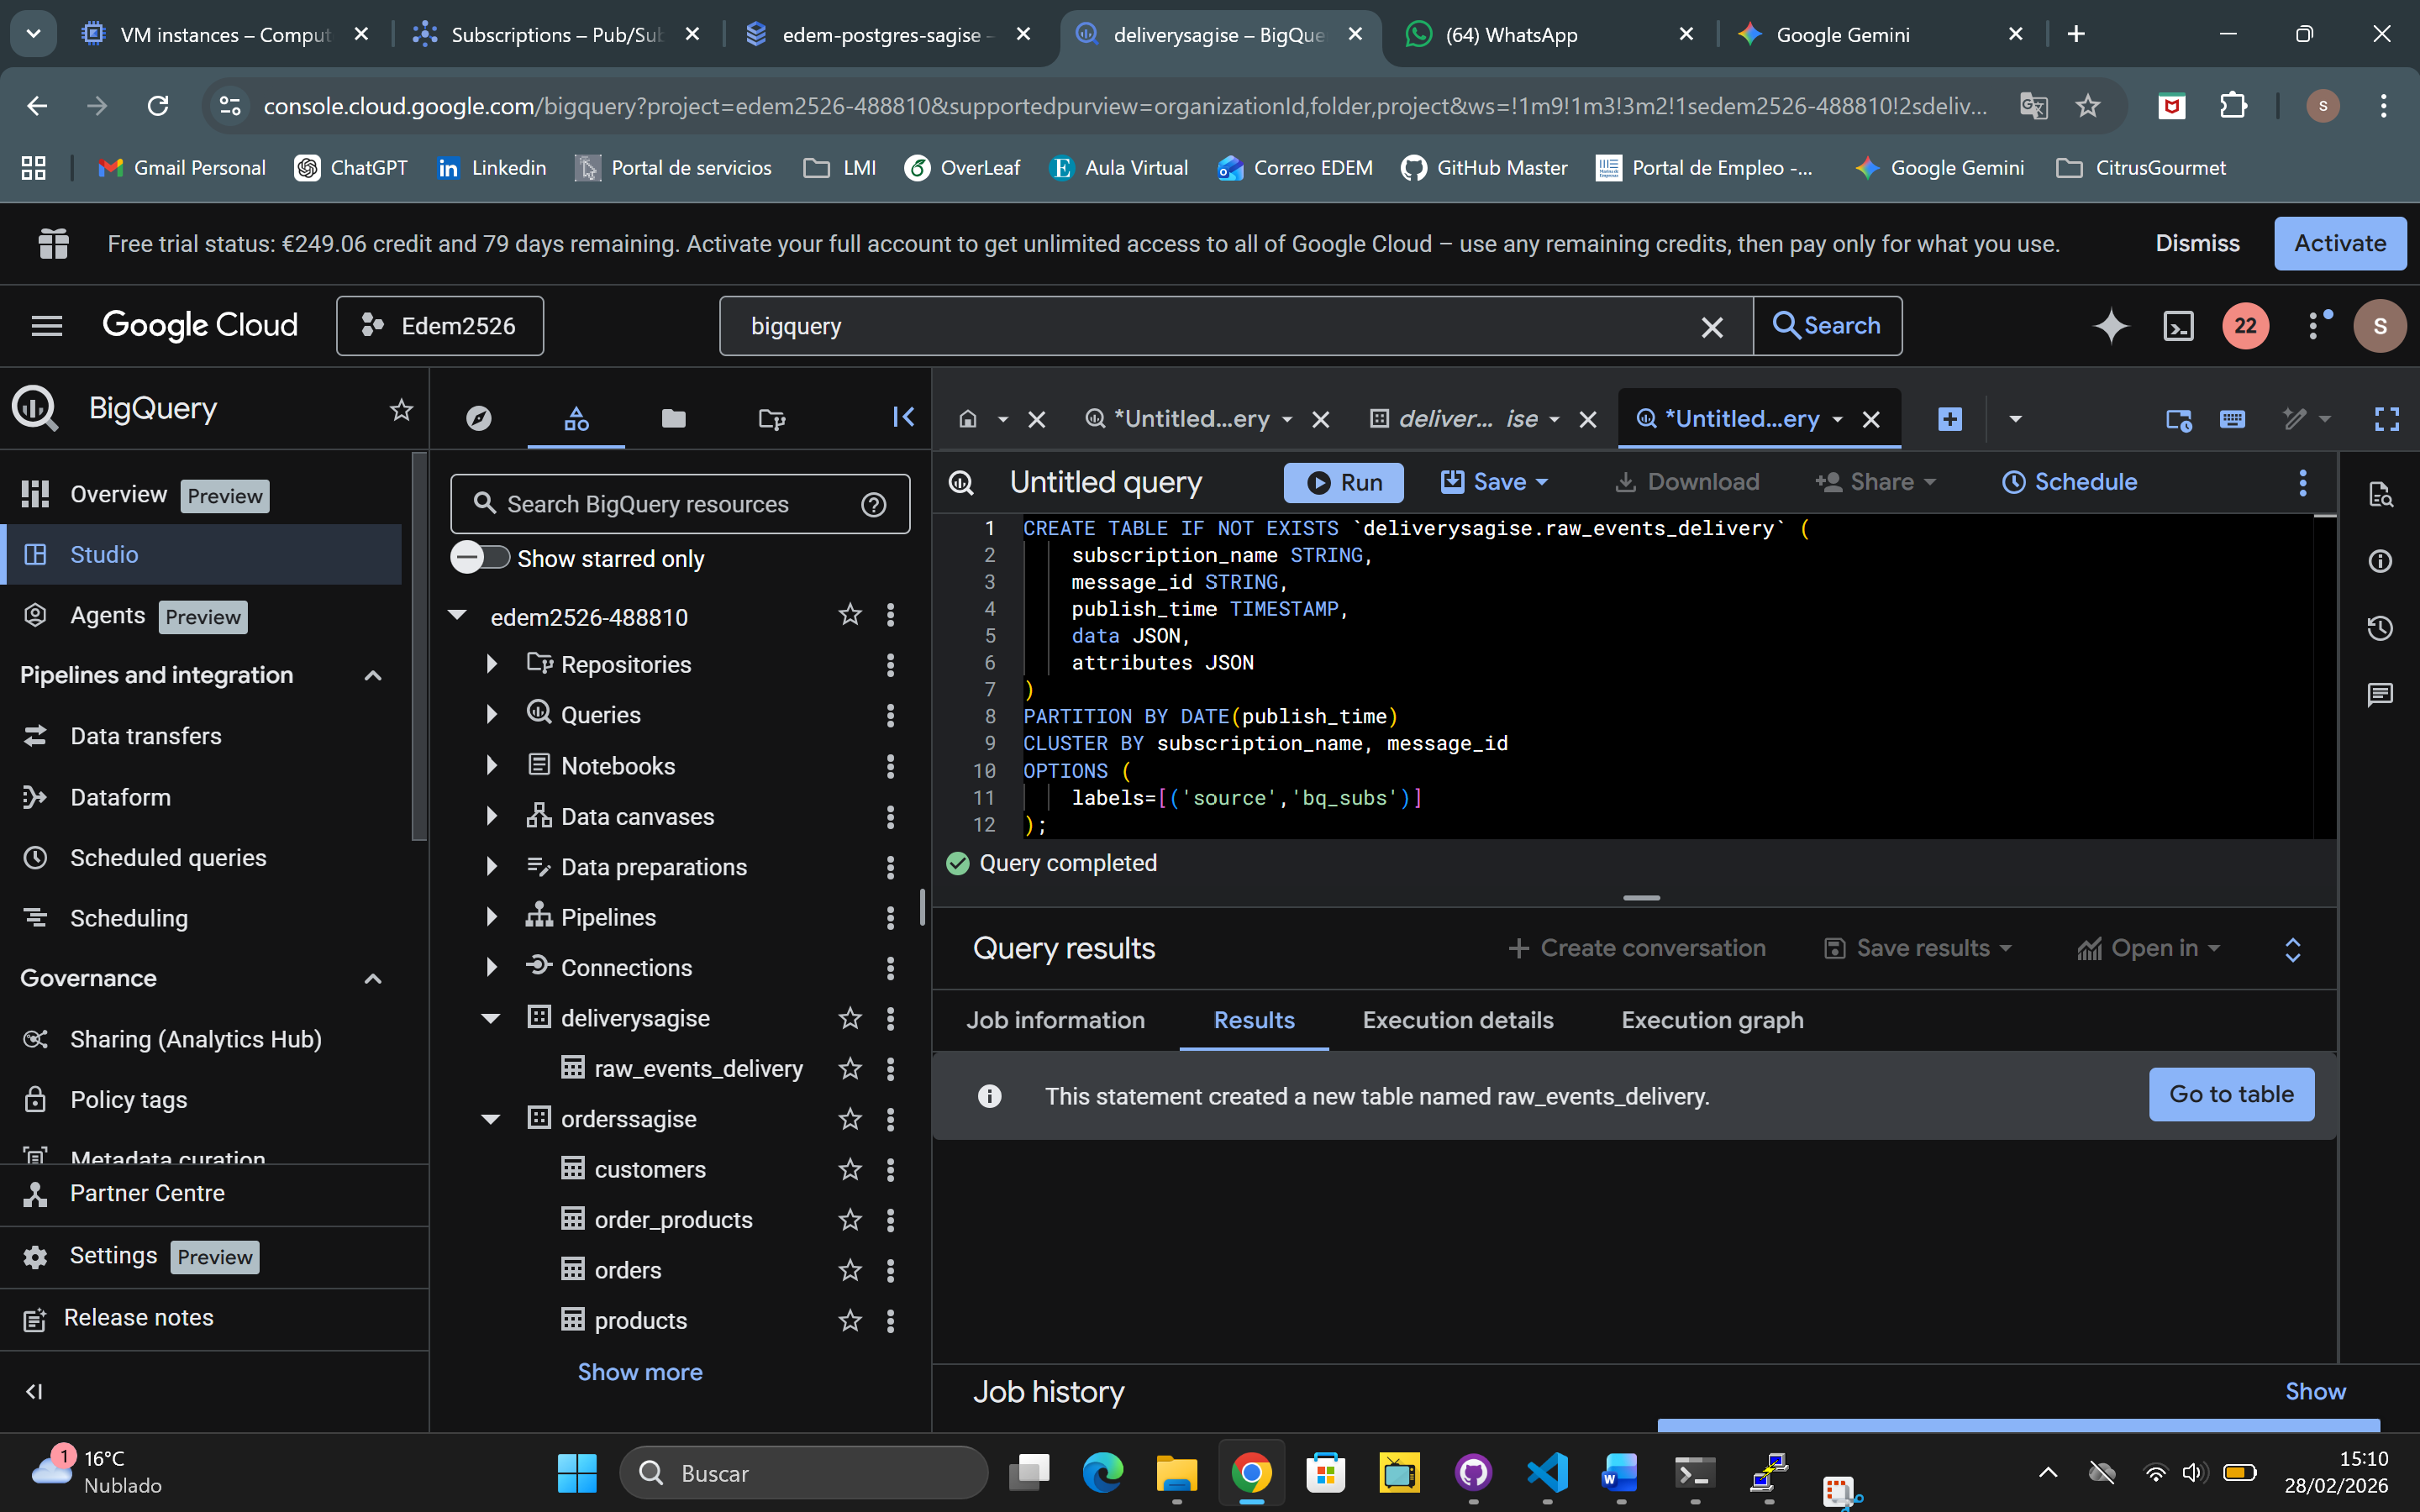 VM instances – Comput
Subscriptions – Pub/Sub
edem-postgres-sagise –
deliverysagise – BigQue
(64) WhatsApp
Google Gemini
console.cloud.google.com/bigquery?project=edem2526-488810&supportedpurview=organizationId,folder,project&ws=!1m9!1m3!3m2!1sedem2526-488810!2sdeliv...
S
Gmail Personal
ChatGPT
Linkedin
Portal de servicios
LMI
OverLeaf
Aula Virtual
Correo EDEM
GitHub Master
Portal de Empleo -...
Google Gemini
CitrusGourmet
Free trial status: €249.06 credit and 79 days remaining. Activate your full account to get unlimited access to all of Google Cloud – use any remaining credits, then pay only for what you use.
Dismiss
Activate
Google Cloud
Edem2526
bigquery
Search
22
S
BigQuery
Overview Preview
Studio
Agents Preview
Pipelines and integration
Data transfers
Dataform
Scheduled queries
Scheduling
Governance
Sharing (Analytics Hub)
Policy tags
Metadata curation
Partner Centre
Settings Preview
Release notes
Search BigQuery resources
Show starred only
edem2526-488810
Repositories
Queries
Notebooks
Data canvases
Data preparations
Pipelines
Connections
deliverysagise
raw_events_delivery
orderssagise
customers
order_products
orders
products
Show more
*Untitled...ery
deliver... ise
*Untitled...ery
Untitled query
Run
Save
Download
Share
Schedule
1 CREATE TABLE IF NOT EXISTS `deliverysagise.raw_events_delivery` (
2 subscription_name STRING,
3 message_id STRING,
4 publish_time TIMESTAMP,
5 data JSON,
6 attributes JSON
7 )
8 PARTITION BY DATE(publish_time)
9 CLUSTER BY subscription_name, message_id
10 OPTIONS (
11 labels=[('source','bq_subs')]
12 );
Query completed
Query results
Create conversation
Save results
Open in
Job information
Results
Execution details
Execution graph
This statement created a new table named raw_events_delivery.
Go to table
Job history
Show
1
16°C
Nublado
Buscar
15:10
28/02/2026